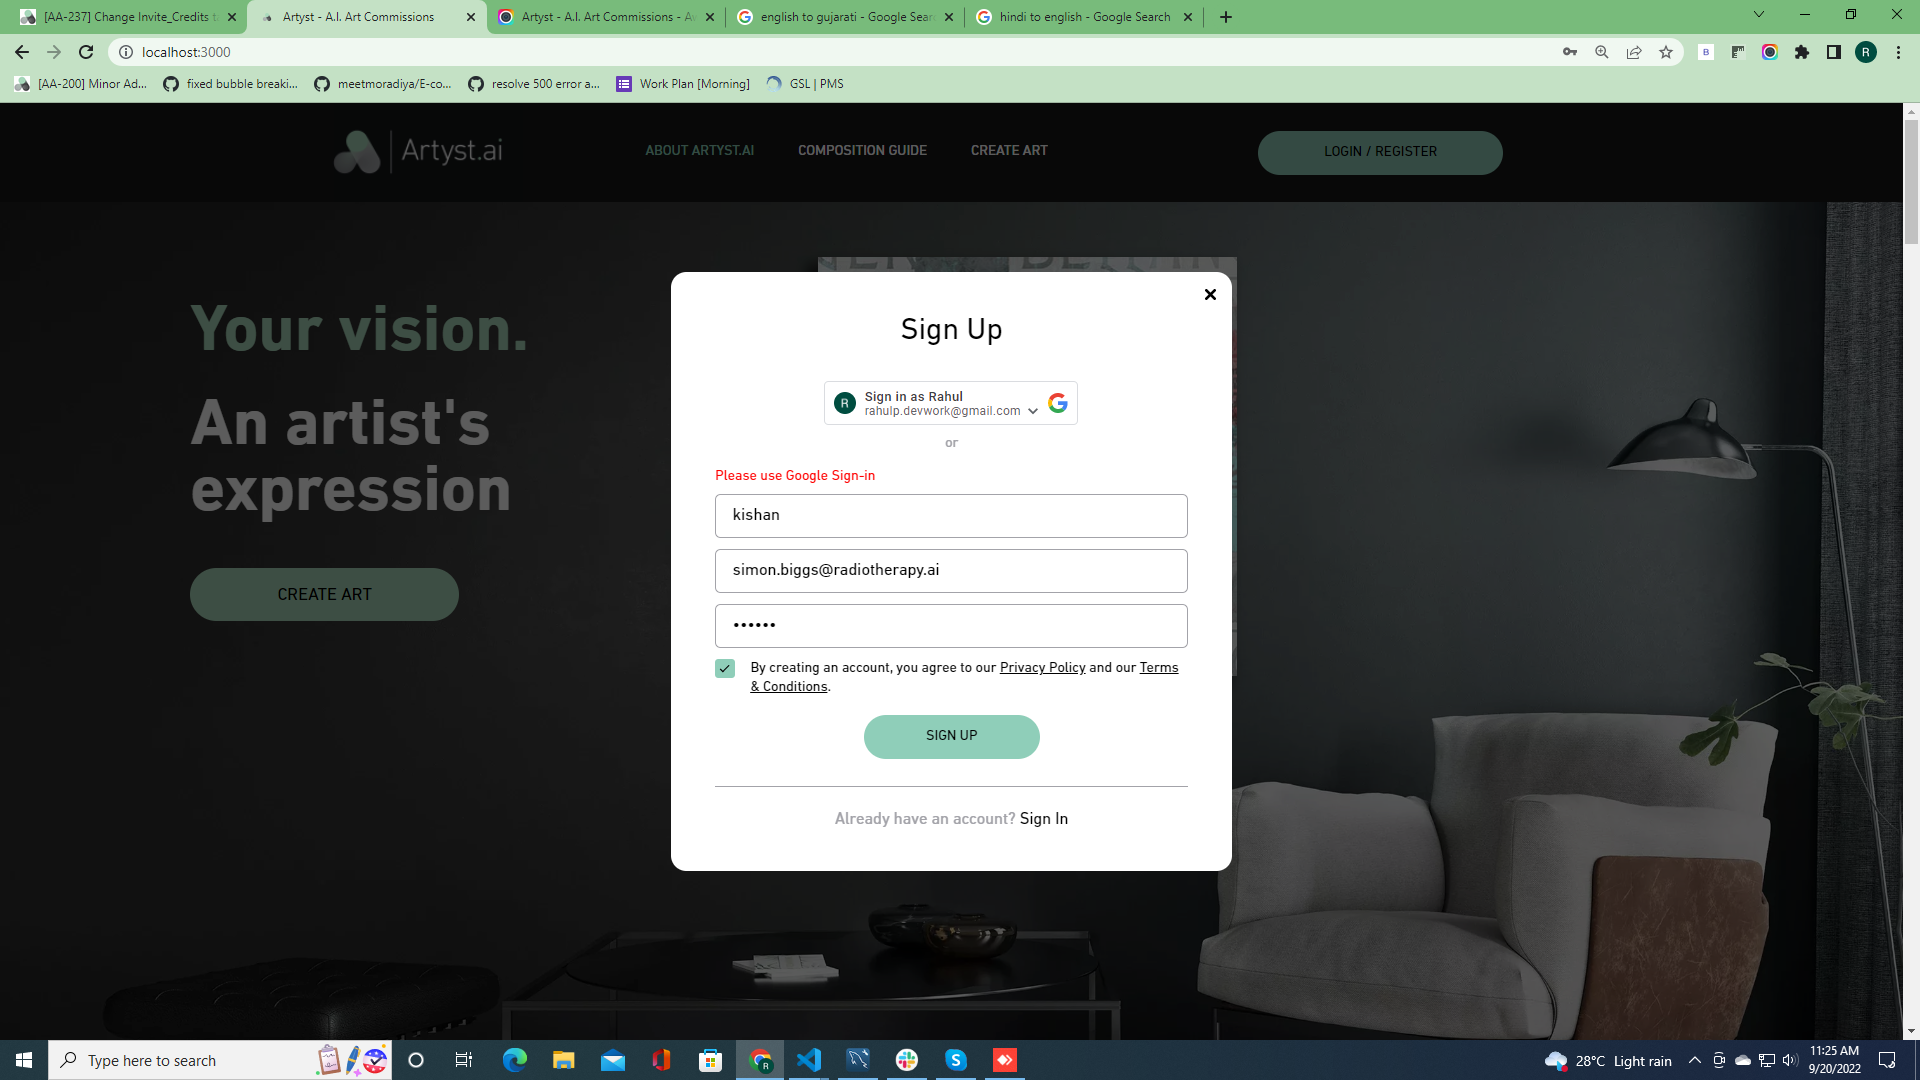 [AA-237] Change Invite_Credits t
Artyst - A.I. Art Commissions
Artyst - A.I. Art Commissions - A
english to gujarati - Google Sear
hindi to english - Google Search
localhost:3000
B
R
[AA-200] Minor Ad...
fixed bubble breaki...
meetmoradiya/E-co...
resolve 500 error a...
Work Plan [Morning]
GSL | PMS
Artyst.ai
ABOUT ARTYST.AI
COMPOSITION GUIDE
CREATE ART
LOGIN / REGISTER
Your vision.
An artist's
expression
CREATE ART
Sign Up
R
Sign in as Rahul
rahulp.devwork@gmail.com
or
Please use Google Sign-in
kishan
simon.biggs@radiotherapy.ai
••••••
By creating an account, you agree to our Privacy Policy and our Terms
& Conditions.
SIGN UP
Already have an account? Sign In
Type here to search
28°C Light rain
11:25 AM
9/20/2022